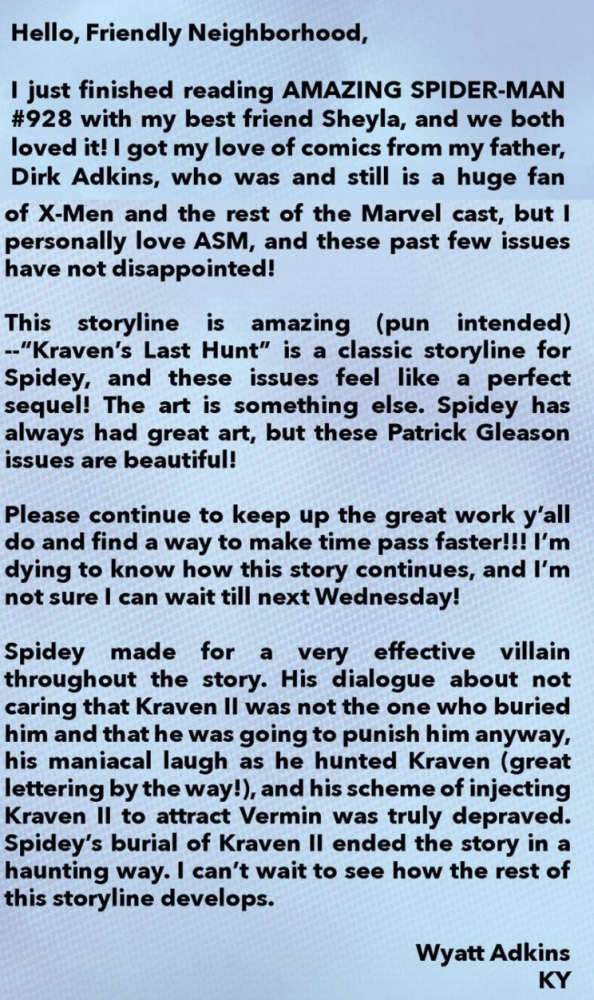 Hello, Friendly Neighborhood,
I just finished reading AMAZING SPIDER-MAN
#928 with my best friend Sheyla, and we both
loved it! I got my love of comics from my father,
Dirk Adkins, who was and still is a huge fan
of X-Men and the rest of the Marvel cast, but I
personally love ASM, and these past few issues
have not disappointed!
This storyline is amazing (pun intended)
--“Kraven’s Last Hunt” is a classic storyline for
Spidey, and these issues feel like a perfect
sequel! The art is something else. Spidey has
always had great art, but these Patrick Gleason
issues are beautiful!
Please continue to keep up the great work y’all
do and find a way to make time pass faster!!! I’m
dying to know how this story continues, and I’m
not sure I can wait till next Wednesday!
Spidey made for a very effective villain
throughout the story. His dialogue about not
caring that Kraven II was not the one who buried
him and that he was going to punish him anyway,
his maniacal laugh as he hunted Kraven (great
lettering by the way!), and his scheme of injecting
Kraven II to attract Vermin was truly depraved.
Spidey’s burial of Kraven II ended the story in a
haunting way. I can’t wait to see how the rest of
this storyline develops.
Wyatt Adkins
KY